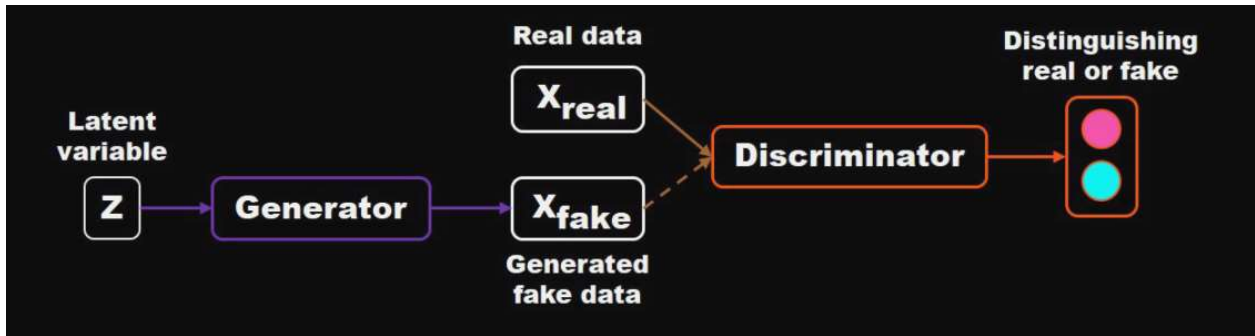 Latent
variable
Z
Generator
Real data
Xreal
Xfake
Generated
fake data
Discriminator
Distinguishing
real or fake